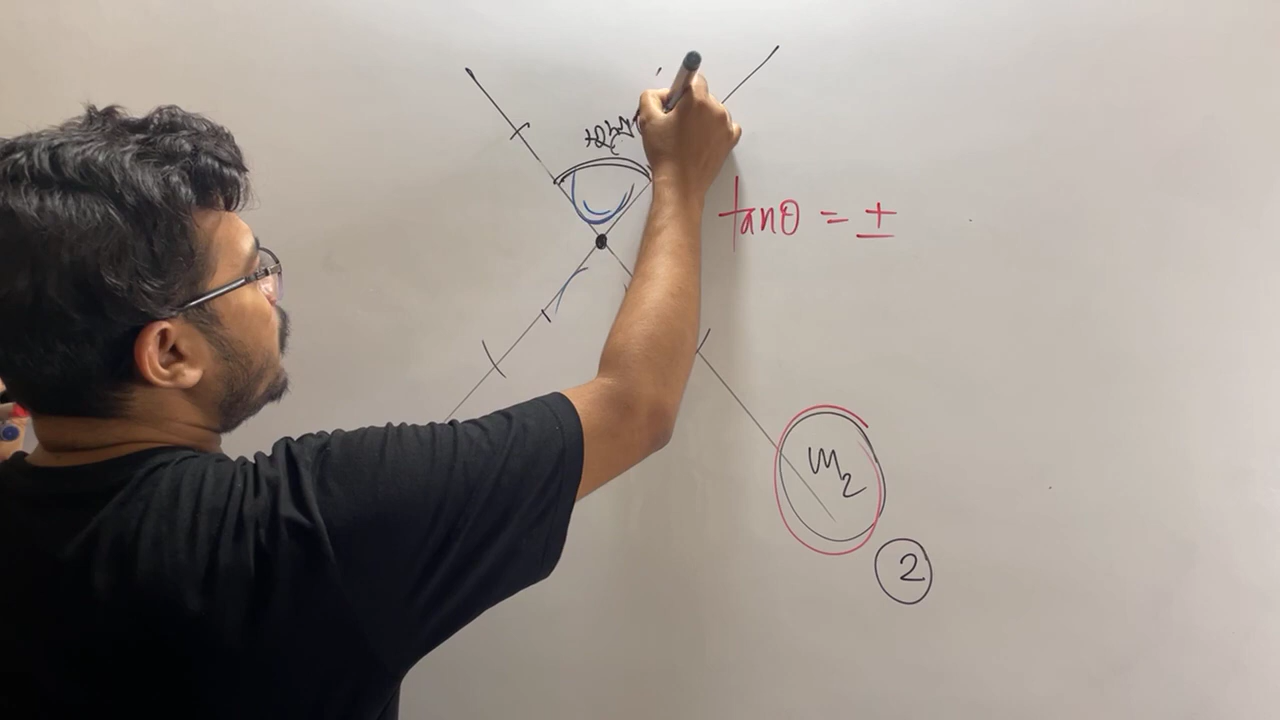 tanθ = ±
m₂
2